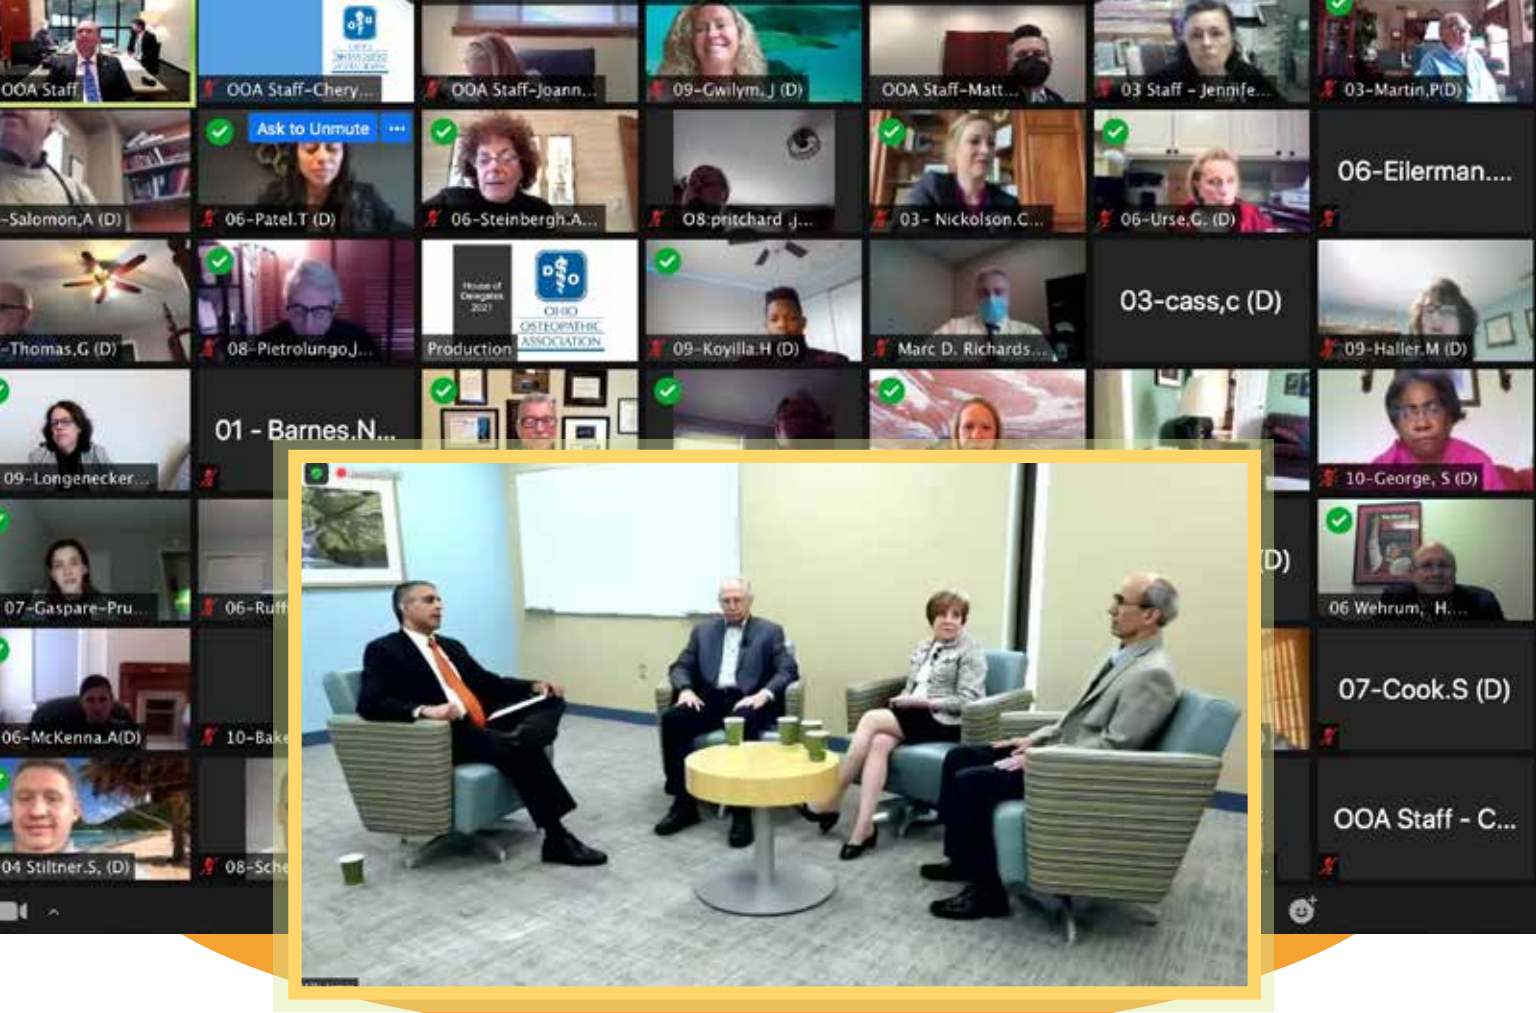 OOA Staff
OHIO
OOA Staff-Chery...
OOA Staff-Joann...
09-Gwilym. J (D)
OOA Staff-Matt...
03 Staff - Jennife...
03-Martin,P(D)
-Salomon,A (D)
Ask to Unmute
06-Patel.T (D)
06-Steinbergh.A...
08:pritchard .j...
03- Nickolson.C...
06-Urse,G. (D)
06-Eilerman....
-Thomas,G (D)
08-Pietrolungo,J...
House of
Delegates
2021
D O
OHIO
OSTEOPATHIC
ASSOCIATION
Production
09-Koyilla.H (D)
Marc D. Richards...
03-cass,c (D)
09-Haller.M (D)
09-Longenecker...
01 - Barnes.N...
10-George, S (D)
07-Gaspare-Pru...
06-Ruff
(D)
06 Wehrum, H....
06-McKenna.A(D)
10-Bake
07-Cook.S (D)
04 Stiltner.S, (D)
08-Sche
OOA Staff - C...